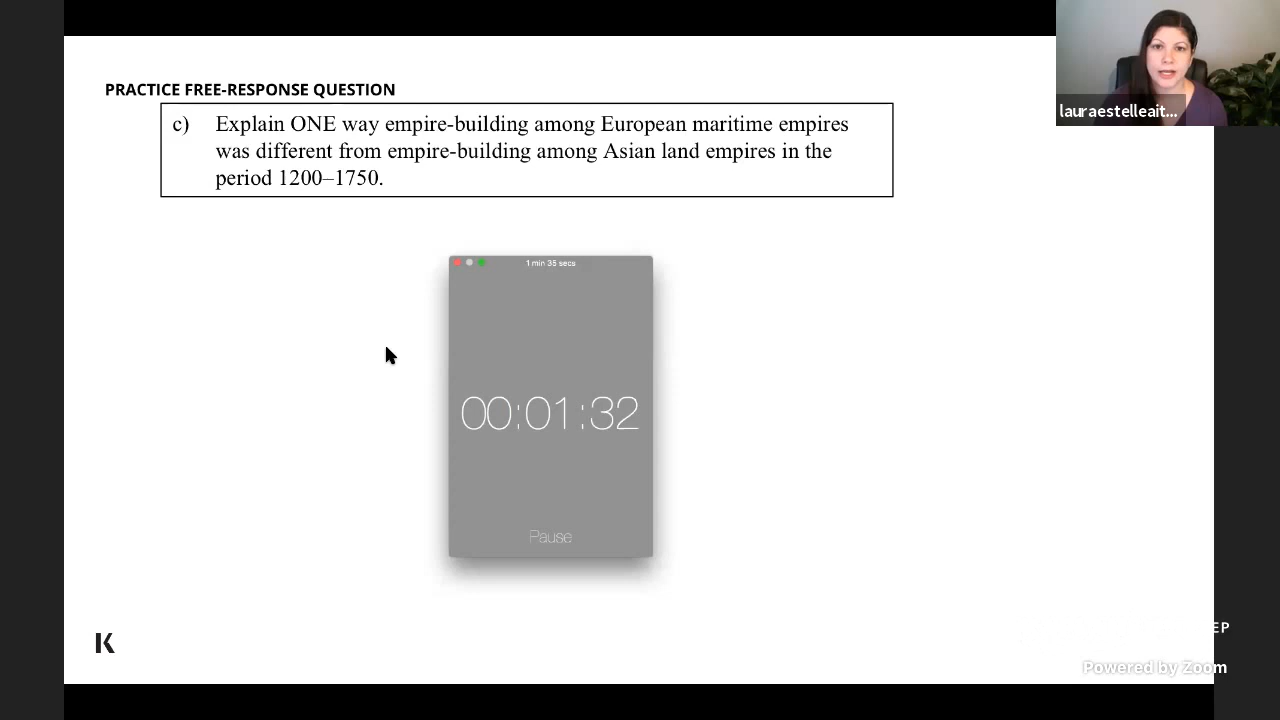 lauraestelleait...
PRACTICE FREE-RESPONSE QUESTION
c) Explain ONE way empire-building among European maritime empires
was different from empire-building among Asian land empires in the
period 1200–1750.
1 min 35 secs
00:01:32
Pause
K
EP
Powered by Zoom